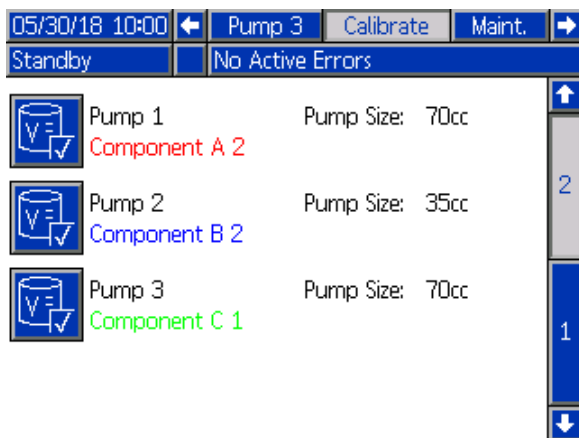 05/30/18 10:00 Pump 3 Calibrate Maint.
Standby No Active Errors
Pump 1 Pump Size: 70cc
Component A 2
2
Pump 2 Pump Size: 35cc
Component B 2
Pump 3 Pump Size: 70cc
Component C 1
1